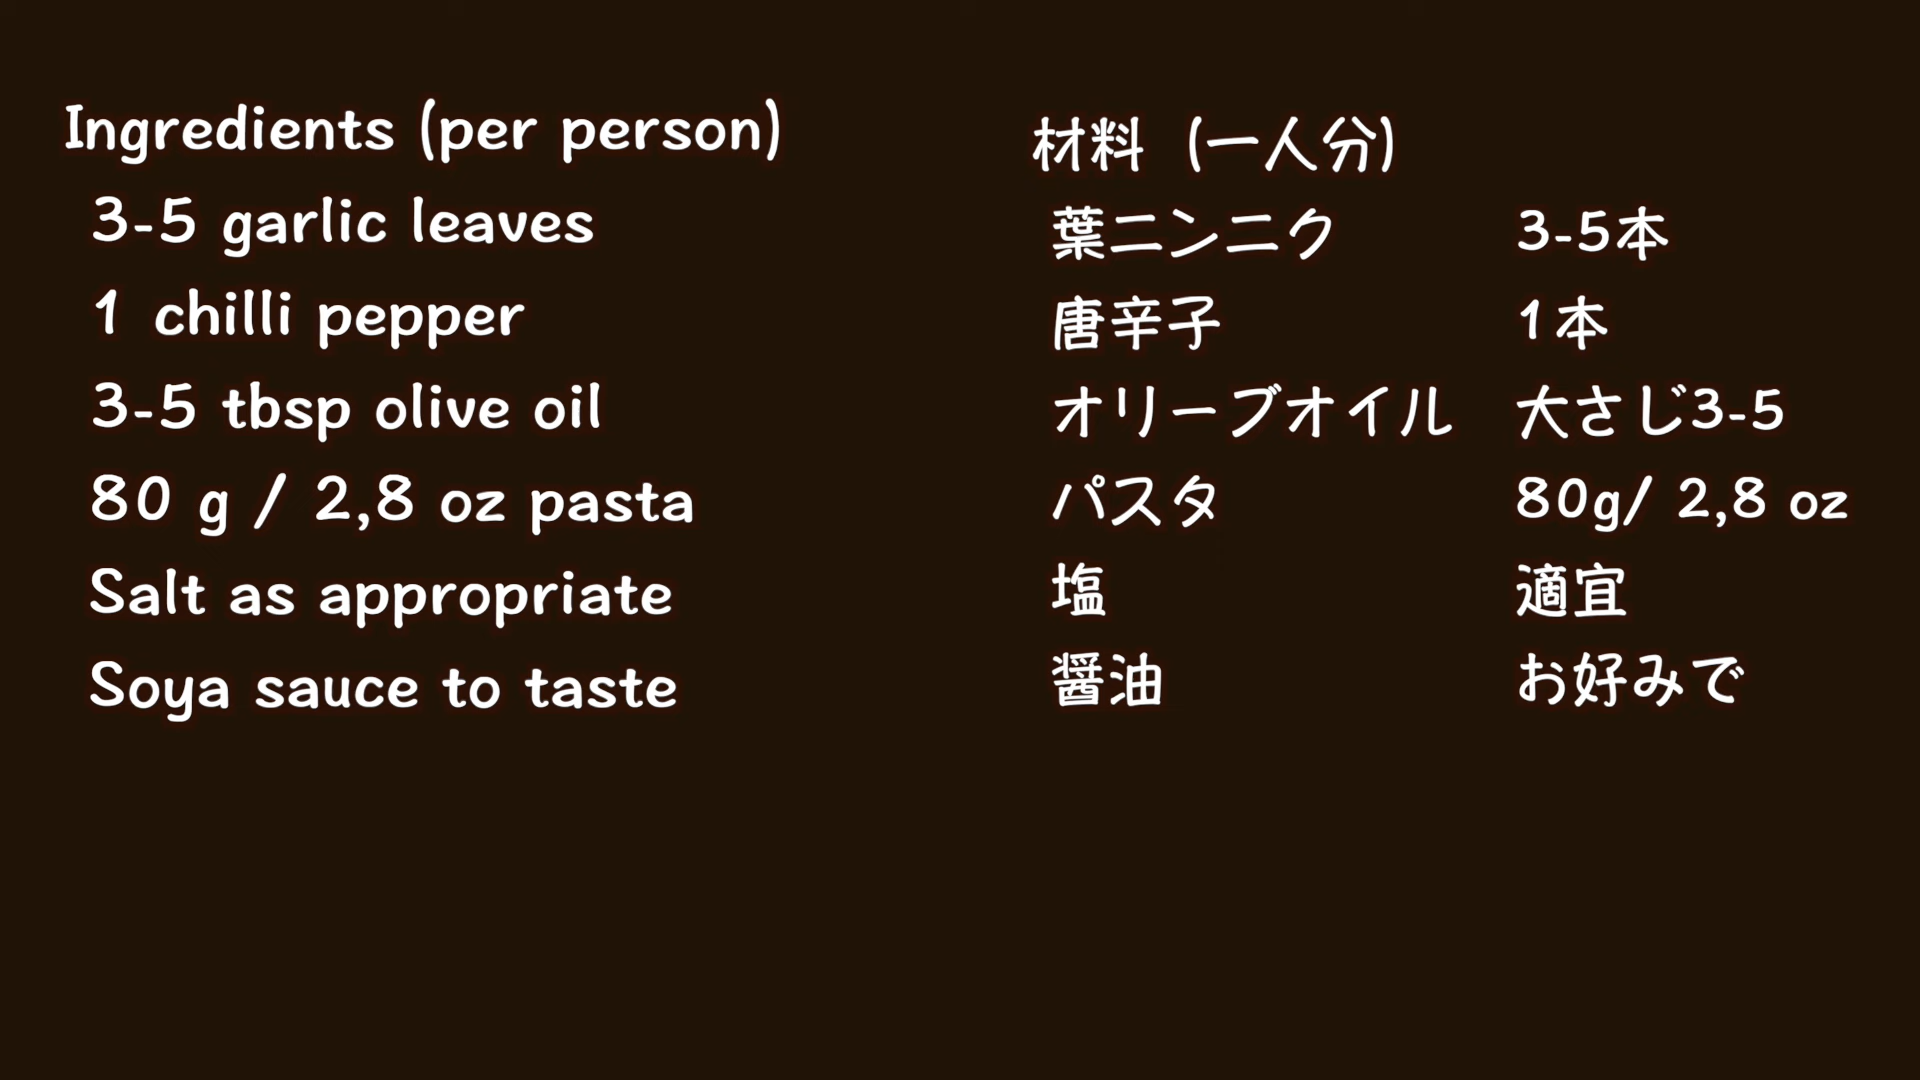 Ingredients (per person)
3-5 garlic leaves
1 chilli pepper
3-5 tbsp olive oil
80 g / 2,8 oz pasta
Salt as appropriate
Soya sauce to taste
材料 (一人分)
葉ニンニク 3-5本
唐辛子 1本
オリーブオイル 大さじ3-5
パスタ 80g/ 2,8 oz
塩 適宜
醤油 お好みで